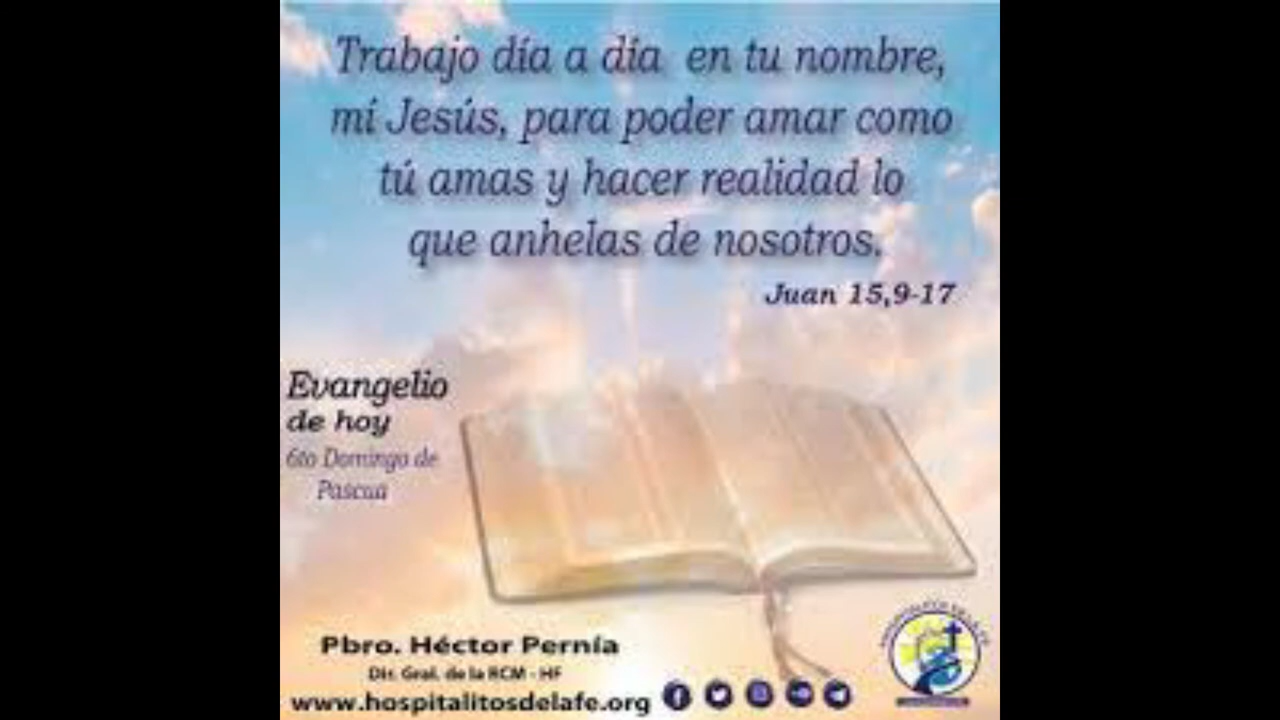 Trabajo día a día en tu nombre,
mí Jesús, para poder amar como
tú amas y hacer realidad lo
que anhelas de nosotros.
Juan 15,9-17
Evangelio
de hoy
6to Domingo de
Pascua
Pbro. Héctor Pernía
Dir. Gral. de la RCM - HF
www.hospitalitosdelafe.org